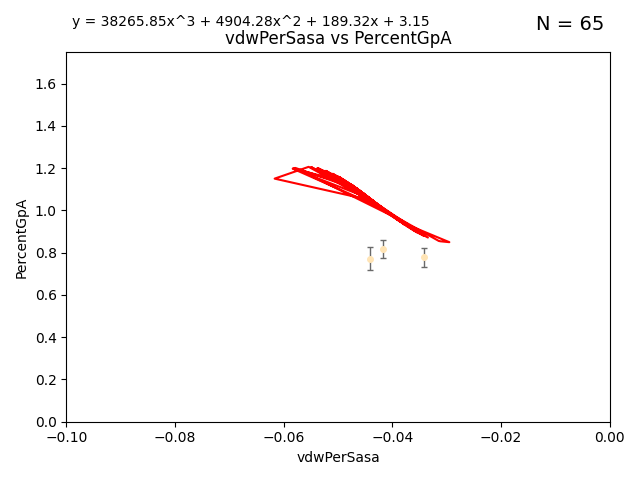 y = 38265.85x^3 + 4904.28x^2 + 189.32x + 3.15
N = 65
vdwPerSasa vs PercentGpA
PercentGpA
1.6
1.4
1.2
1.0
0.8
0.6
0.4
0.2
0.0
−0.10 −0.08 −0.06 −0.04 −0.02 0.00
vdwPerSasa